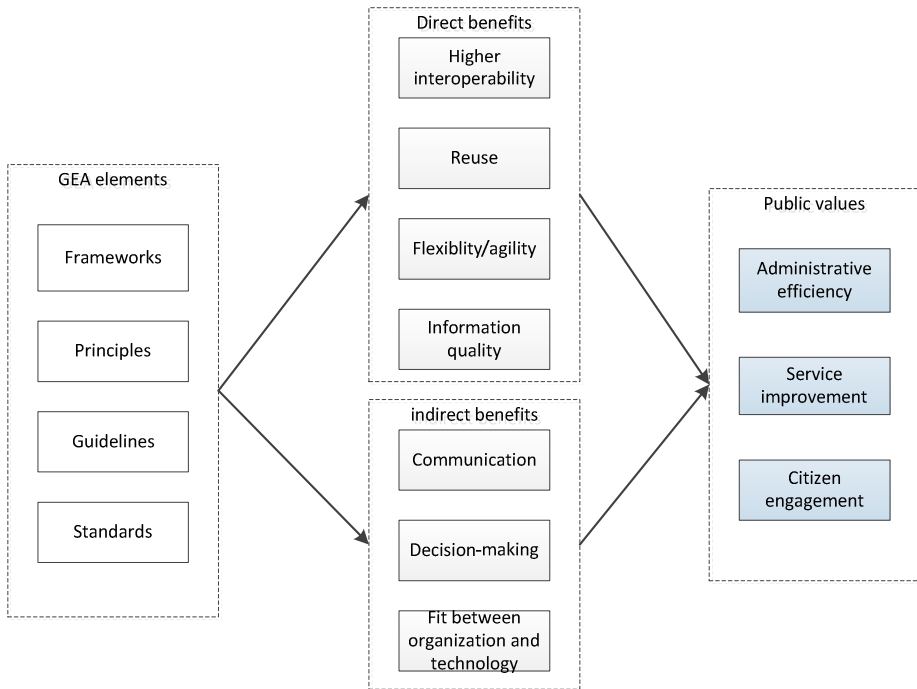 GEA elements
Frameworks
Principles
Guidelines
Standards
Direct benefits
Higher
interoperability
Reuse
Flexiblity/agility
Information
quality
indirect benefits
Communication
Decision-making
Fit between
organization and
technology
Public values
Administrative
efficiency
Service
improvement
Citizen
engagement